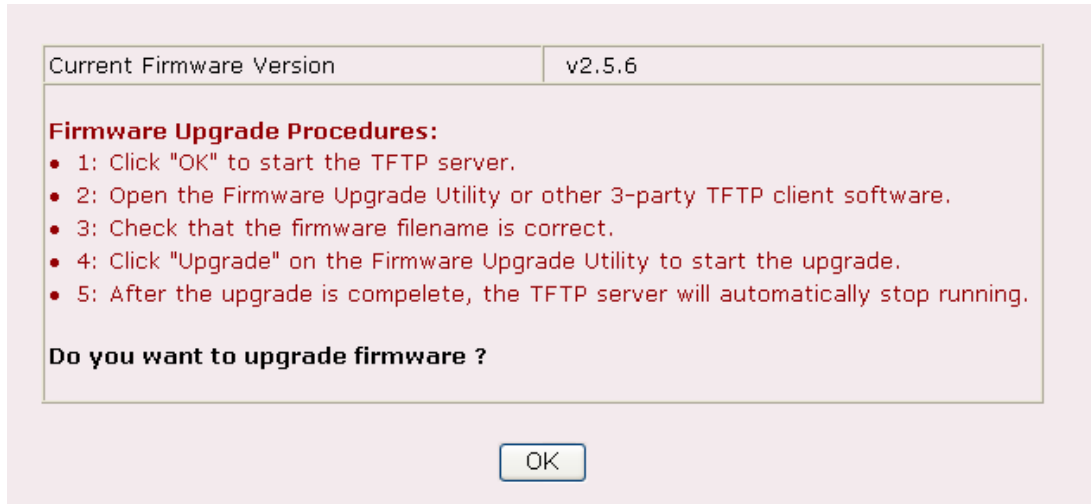 Current Firmware Version v2.5.6
Firmware Upgrade Procedures:
• 1: Click "OK" to start the TFTP server.
• 2: Open the Firmware Upgrade Utility or other 3-party TFTP client software.
• 3: Check that the firmware filename is correct.
• 4: Click "Upgrade" on the Firmware Upgrade Utility to start the upgrade.
• 5: After the upgrade is compelete, the TFTP server will automatically stop running.
Do you want to upgrade firmware ?
OK